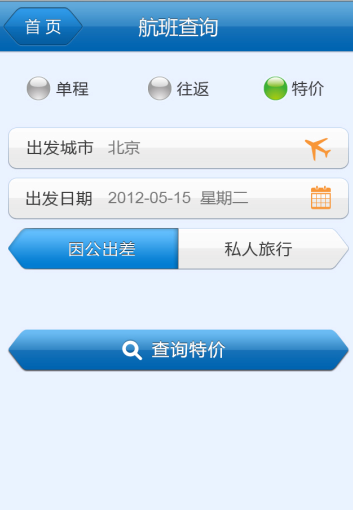 首页 航班查询
单程 往返 特价
出发城市 北京
出发日期 2012-05-15 星期二
因公出差 私人旅行
查询特价